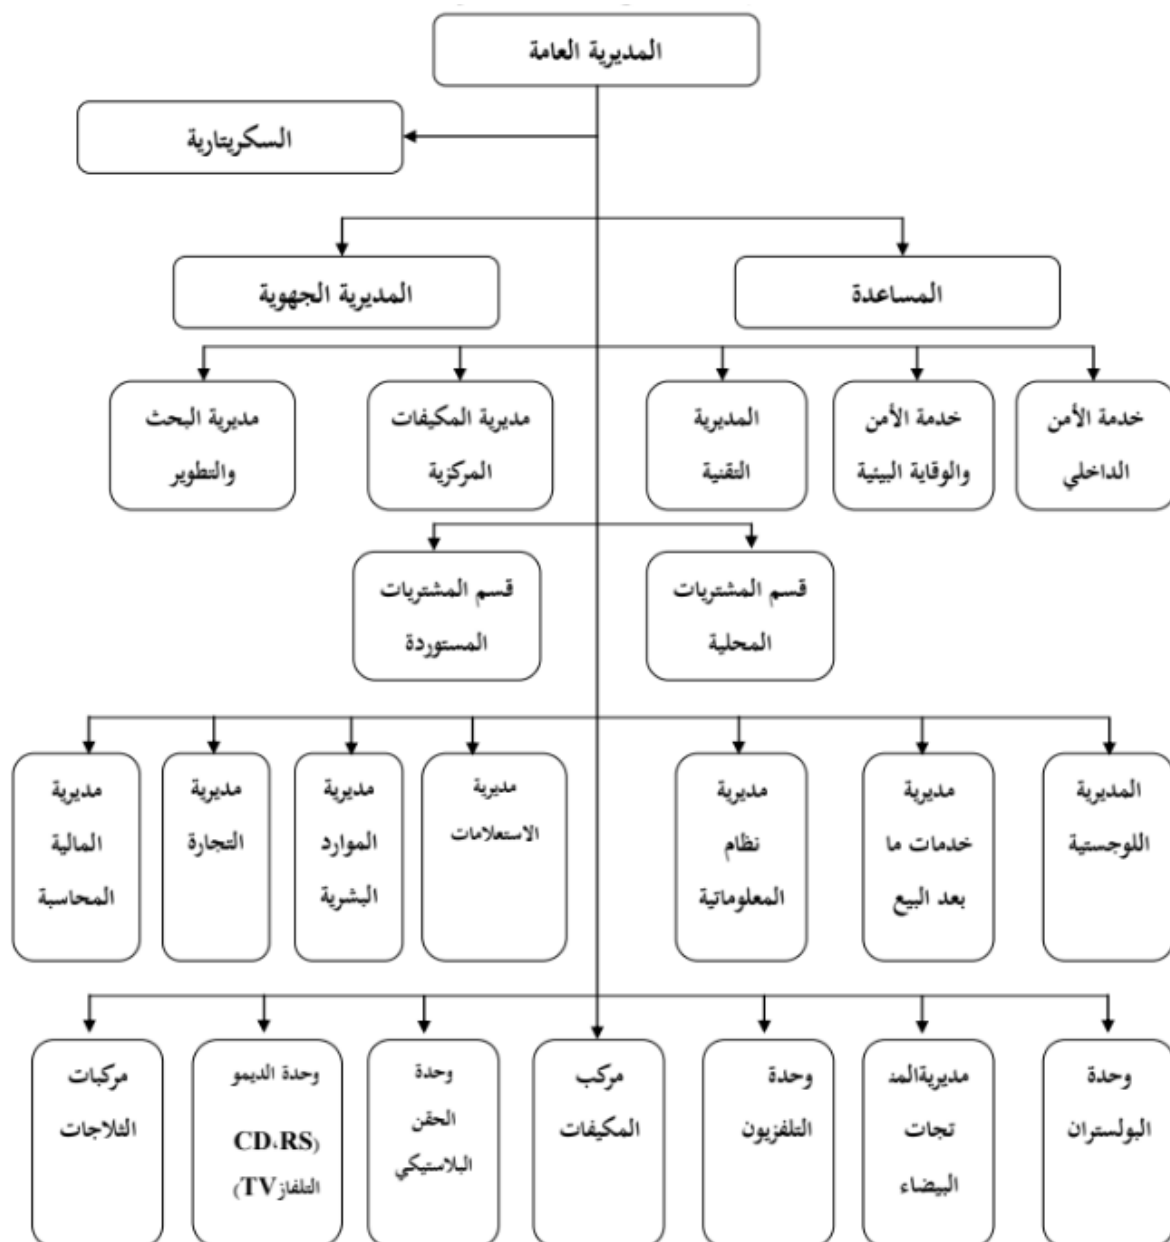 المديرية العامة
السكريتارية
المساعدة
المديرية الجهوية
خدمة الأمن
الداخلي
خدمة الأمن
والوقاية البيئية
المديرية
التقنية
مديرية المكيفات
المركزية
مديرية البحث
والتطوير
قسم المشتريات
المحلية
قسم المشتريات
المستوردة
المديرية
اللوجستية
مديرية
خدمات ما
بعد البيع
مديرية
نظام
المعلوماتية
مديرية
الاستعلامات
مديرية
الموارد
البشرية
مديرية
التجارة
مديرية
المالية
المحاسبة
وحدة
البولستران
مديريةالمنـ
تجات
البيضاء
وحدة
التلفزيون
مركب
المكيفات
وحدة
الحقن
البلاستيكي
وحدة الديمو
(CD،RS
التلفازTV)
مركبات
الثلاجات